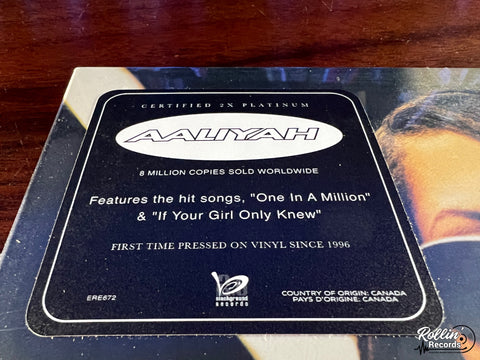 CERTIFIED 2X PLATINUM
AALIYAH
8 MILLION COPIES SOLD WORLDWIDE
Features the hit songs, "One In A Million"
& "If Your Girl Only Knew"
FIRST TIME PRESSED ON VINYL SINCE 1996
blackground
Records
ERE672
COUNTRY OF ORIGIN: CANADA
PAYS D'ORIGINE: CANADA
Rollin
Records